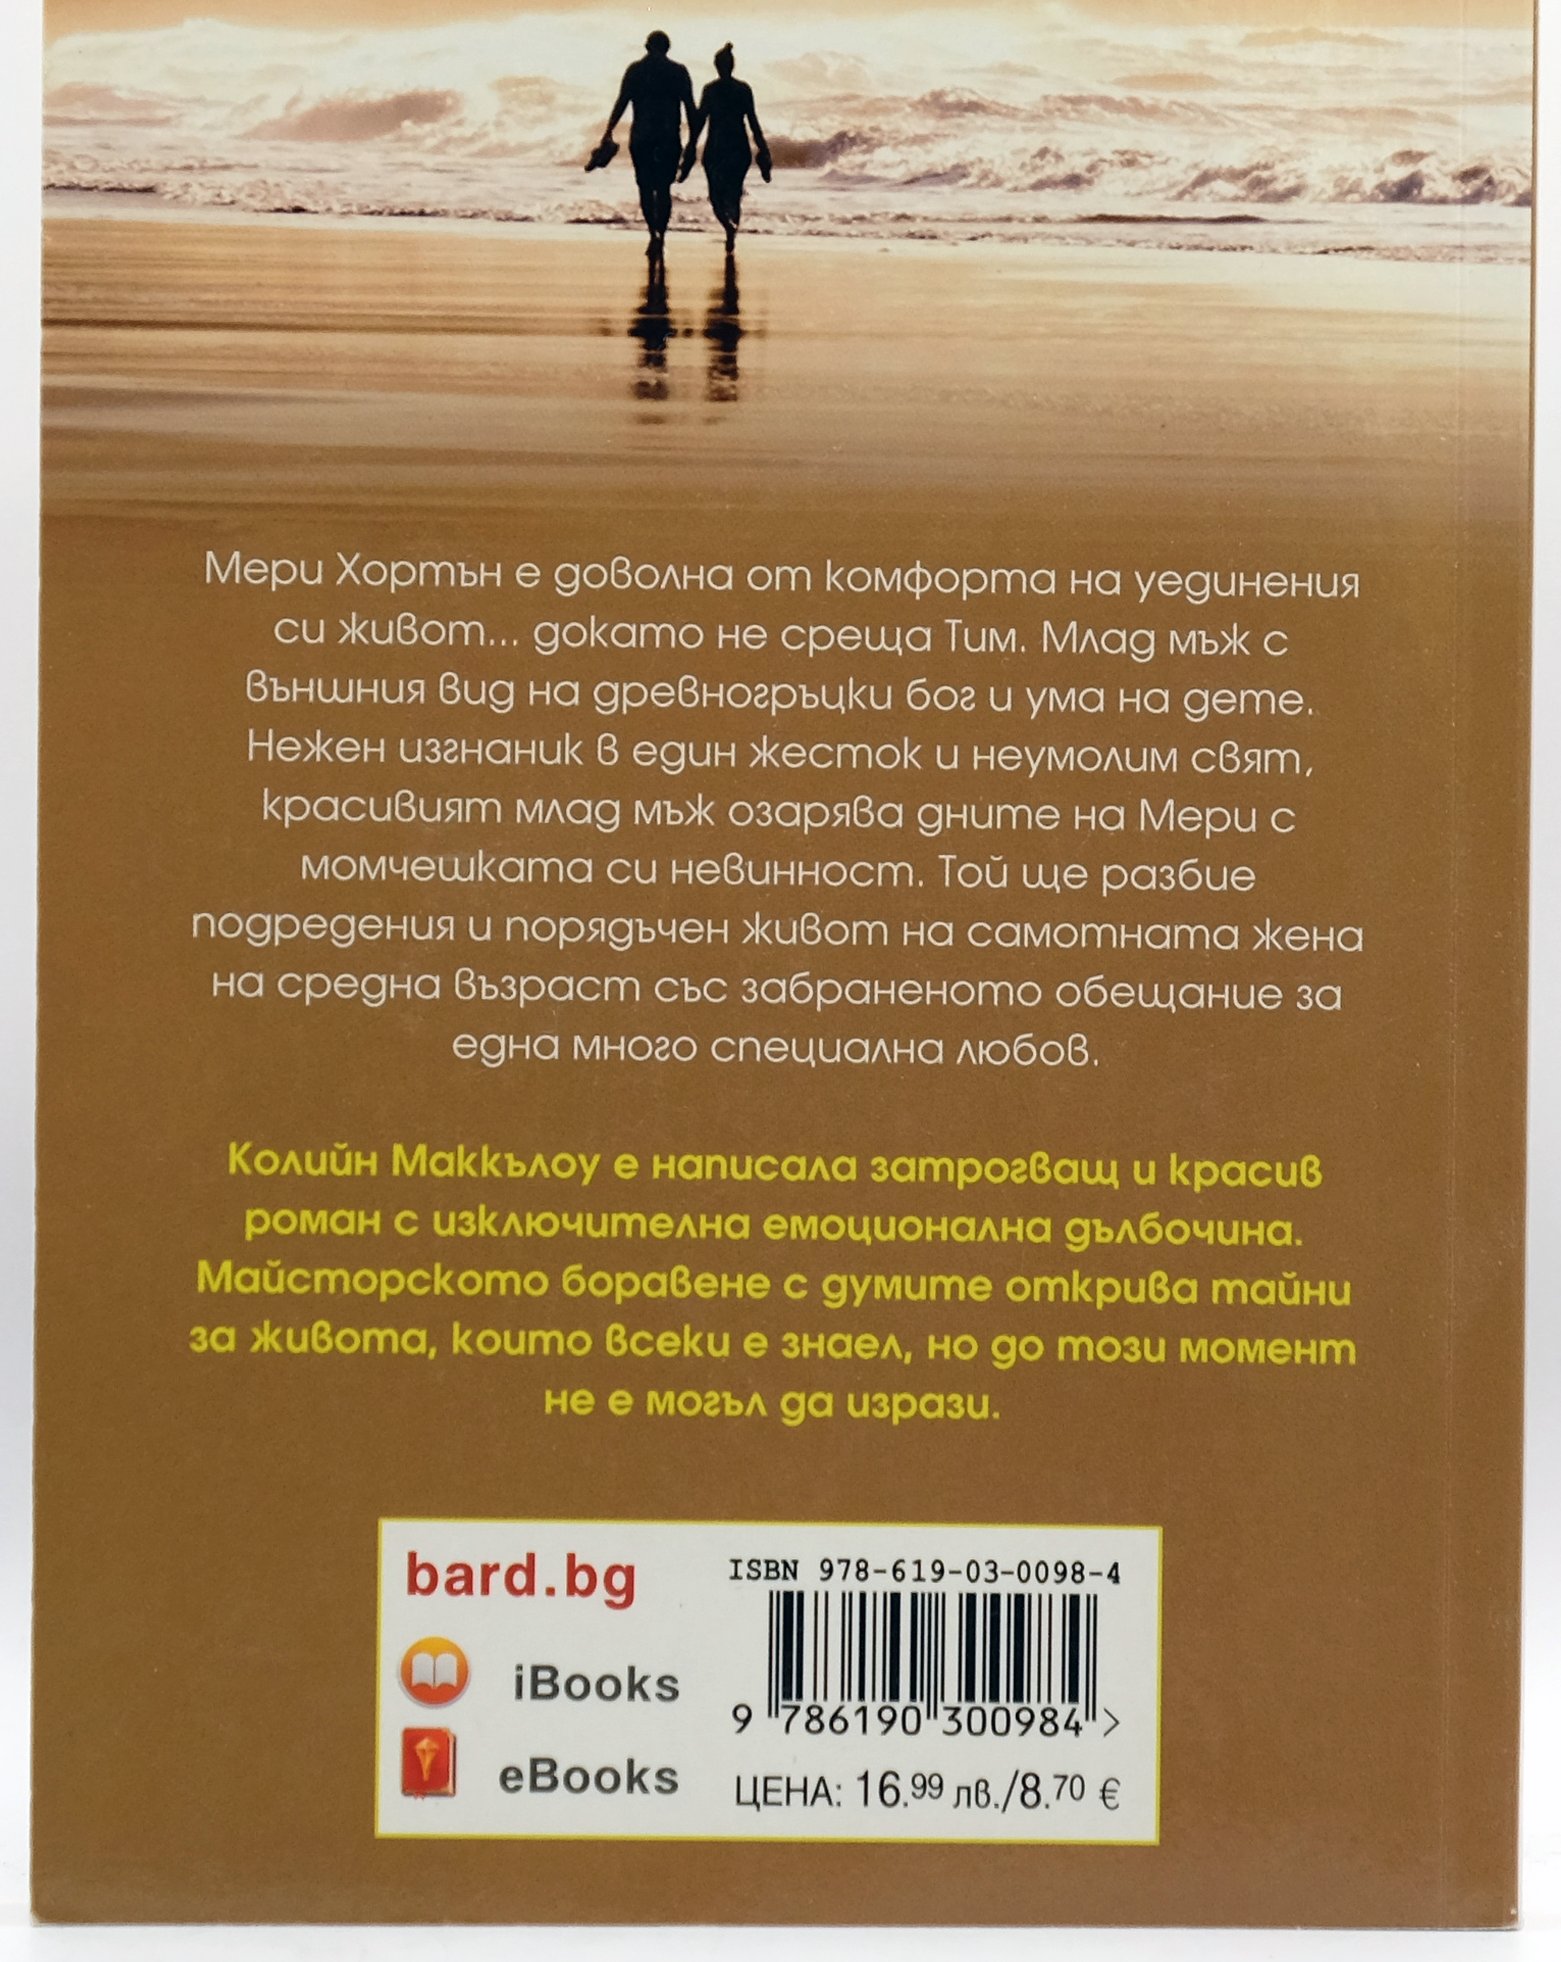 Мери Хортън е доволна от комфорта на уединения
си живот... докато не среща Тим. Млад мъж с
външния вид на древногръцки бог и ума на дете.
Нежен изгнаник в един жесток и неумолим свят,
красивият млад мъж озарява дните на Мери с
момчешката си невинност. Той ще разбие
подредения и порядъчен живот на самотната жена
на средна възраст със забраненото обещание за
една много специална любов.
Колийн Маккълоу е написала затрогващ и красив
роман с изключителна емоционална дълбочина.
Майсторското боравене с думите открива тайни
за живота, които всеки е знаел, но до този момент
не е могъл да изрази.
bard.bg
iBooks
eBooks
ISBN 978-619-03-0098-4
9 786190 300984 >
ЦЕНА: 16.99 лв./8.70 €